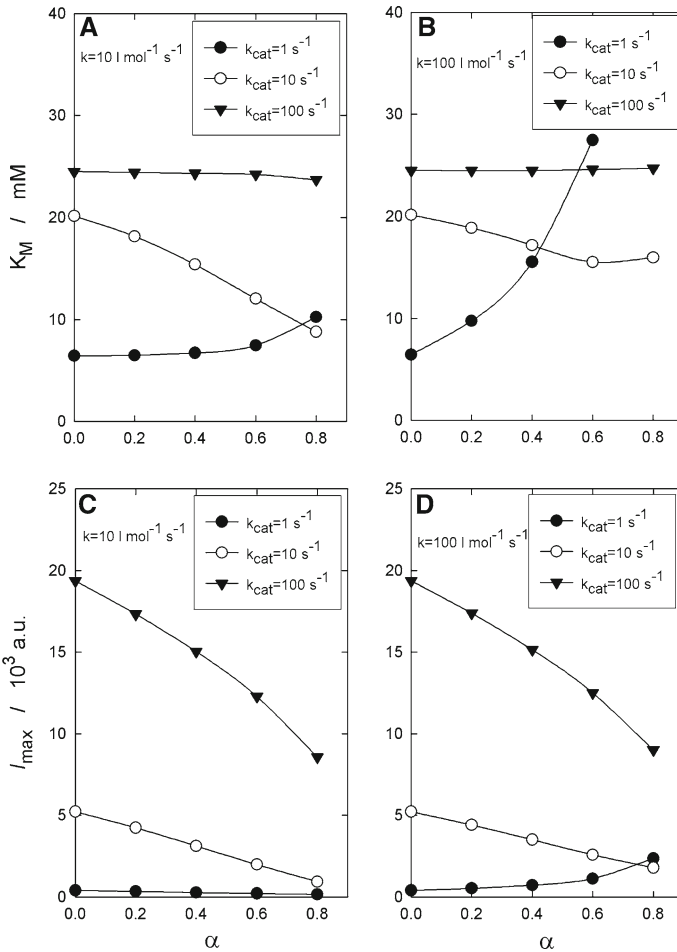 A
k=10 l mol⁻¹ s⁻¹
k_cat=1 s⁻¹
k_cat=10 s⁻¹
k_cat=100 s⁻¹
40
30
20
10
0
K_M / mM
0.0 0.2 0.4 0.6 0.8
B
k=100 l mol⁻¹ s⁻¹
k_cat=1 s⁻¹
k_cat=10 s⁻¹
k_cat=100 s⁻¹
40
30
20
10
0
0.0 0.2 0.4 0.6 0.8
C
k=10 l mol⁻¹ s⁻¹
k_cat=1 s⁻¹
k_cat=10 s⁻¹
k_cat=100 s⁻¹
25
20
15
10
5
0
I_max / 10³ a.u.
0.0 0.2 0.4 0.6 0.8
α
D
k=100 l mol⁻¹ s⁻¹
k_cat=1 s⁻¹
k_cat=10 s⁻¹
k_cat=100 s⁻¹
25
20
15
10
5
0
0.0 0.2 0.4 0.6 0.8
α